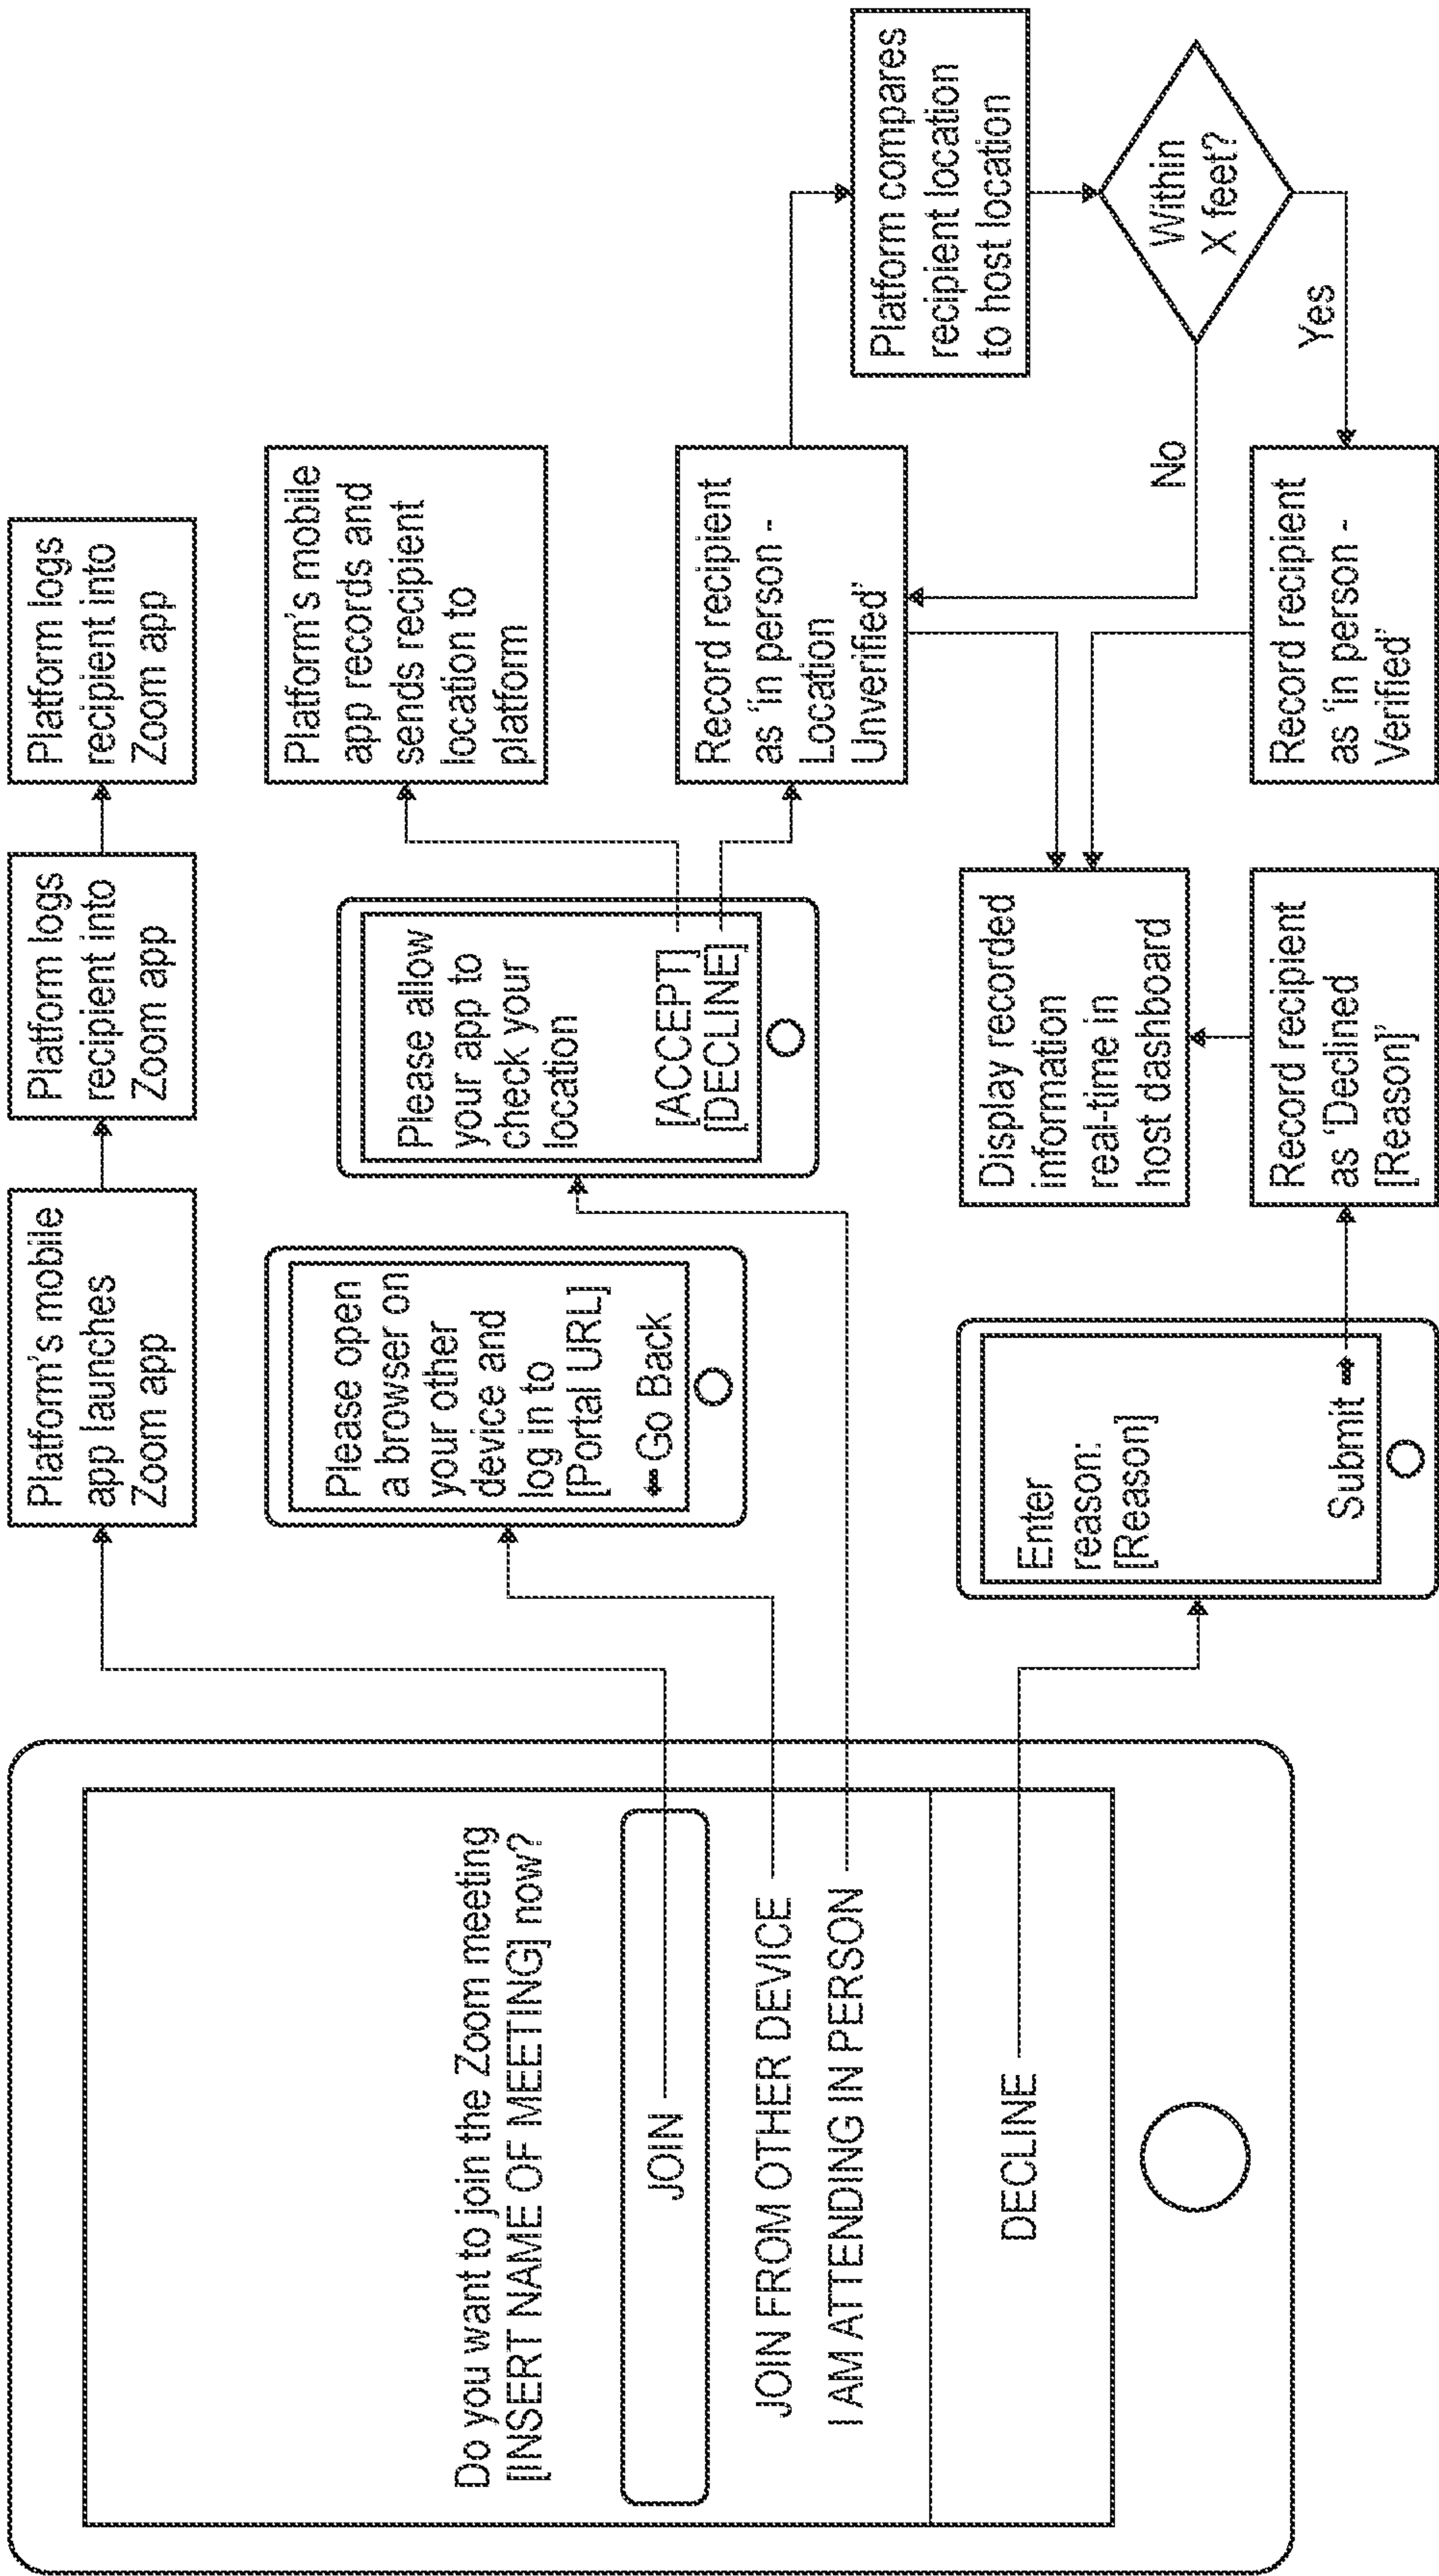 Do you want to join the Zoom meeting
[INSERT NAME OF MEETING] now?
JOIN
JOIN FROM OTHER DEVICE
I AM ATTENDING IN PERSON
DECLINE
Platform's mobile
app launches
Zoom app
Platform logs
recipient into
Zoom app
Platform logs
recipient into
Zoom app
Please open
a browser on
your other
device and
log in to
[Portal URL]
Go Back
Please allow
your app to
check your
location
[ACCEPT]
[DECLINE]
Platform's mobile
app records and
sends recipient
location to
platform
Record recipient
as 'in person -
Location
Unverified'
Platform compares
recipient location
to host location
Within
X feet?
No
Yes
Record recipient
as 'in person -
Verified'
Enter
reason:
[Reason]
Submit
Record recipient
as 'Declined
[Reason]'
Display recorded
information
real-time in
host dashboard